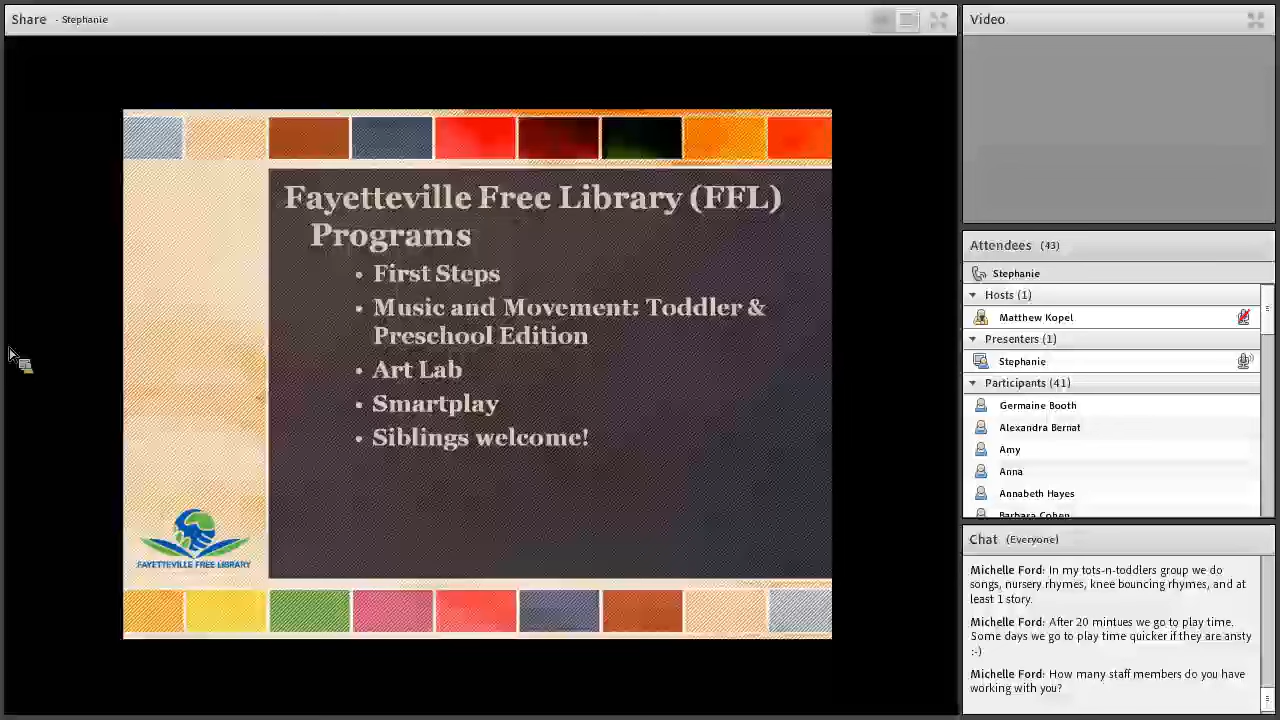 Share - Stephanie
Fayetteville Free Library (FFL)
Programs
• First Steps
• Music and Movement: Toddler &
Preschool Edition
• Art Lab
• Smartplay
• Siblings welcome!
FAYETTEVILLE FREE LIBRARY
Video
Attendees (43)
Stephanie
Hosts (1)
Matthew Kopel
Presenters (1)
Stephanie
Participants (41)
Germaine Booth
Alexandra Bernat
Amy
Anna
Annabeth Hayes
Barbara Cohen
Chat (Everyone)
Michelle Ford: In my tots-n-toddlers group we do
songs, nursery rhymes, knee bouncing rhymes, and at
least 1 story.
Michelle Ford: After 20 mintues we go to play time.
Some days we go to play time quicker if they are ansty
:-)
Michelle Ford: How many staff members do you have
working with you?